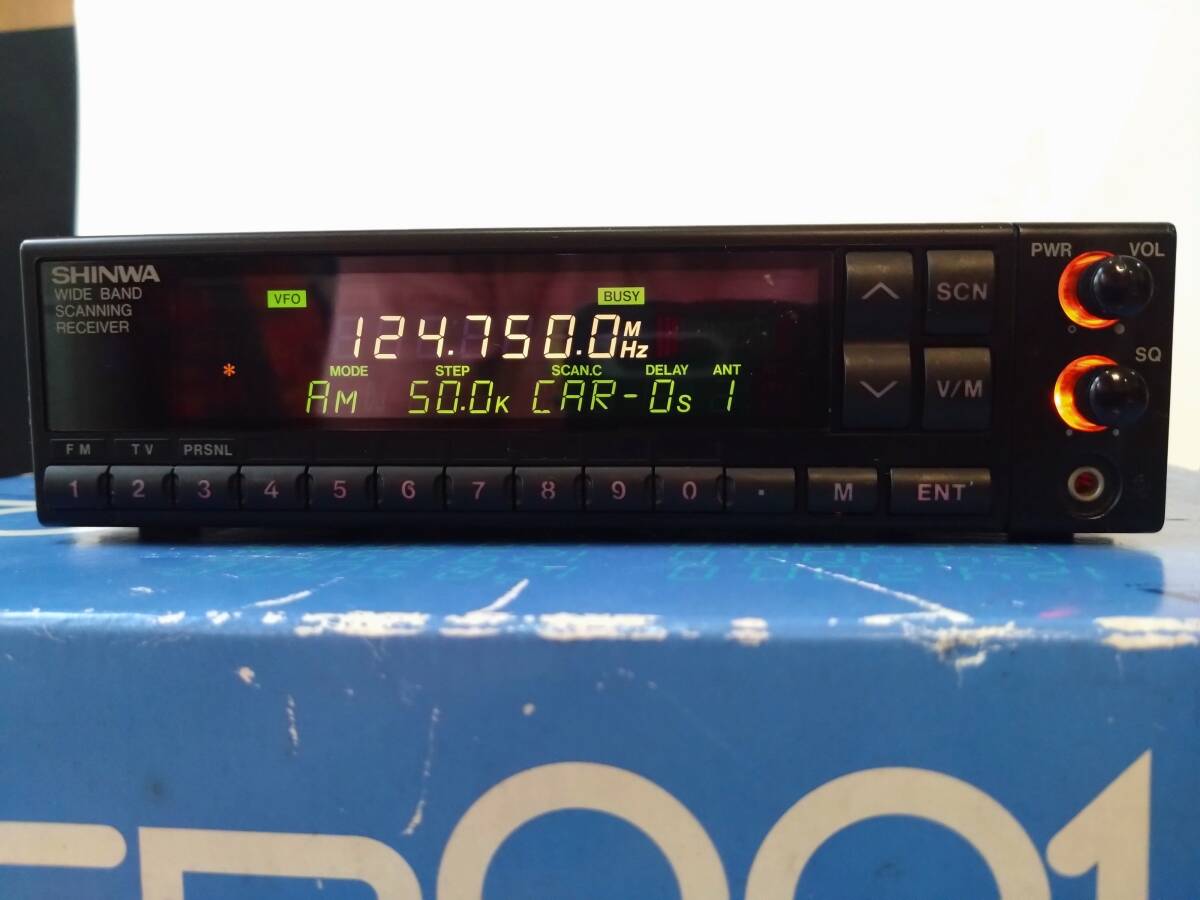 SHINWA
WIDE BAND
SCANNING
RECEIVER
VFO
BUSY
124.750.0 MHz
*
MODE STEP SCAN.C DELAY ANT
AM 50.0K CAR-0s 1
FM TV PRSNL
1 2 3 4 5 6 7 8 9 0 . M ENT
SCN
V/M
PWR VOL
SQ
001